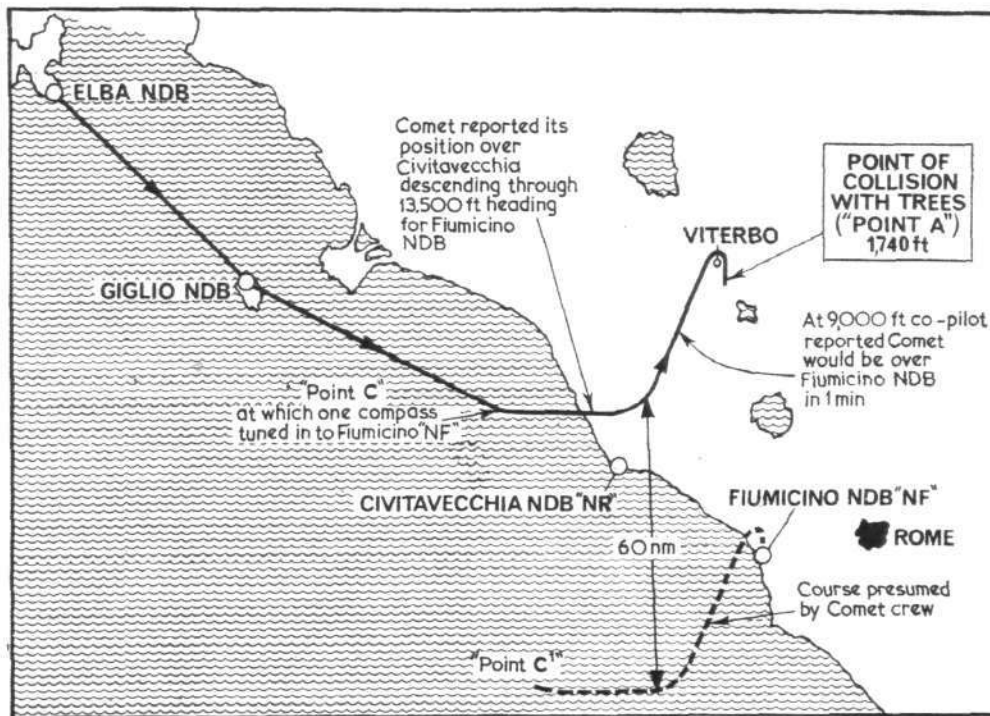 ELBA NDB
Comet reported its
position over
Civitavecchia
descending through
13,500 ft heading
for Fiumicino
NDB
POINT OF
COLLISION
WITH TREES
("POINT A")
1,740 ft
VITERBO
GIGLIO NDB
At 9,000 ft co-pilot
reported Comet
would be over
Fiumicino NDB
in 1 min
"Point C"
at which one compass
tuned in to Fiumicino "NF"
CIVITAVECCHIA NDB "NR"
FIUMICINO NDB "NF"
ROME
60 nm
Course presumed
by Comet crew
"Point C¹"